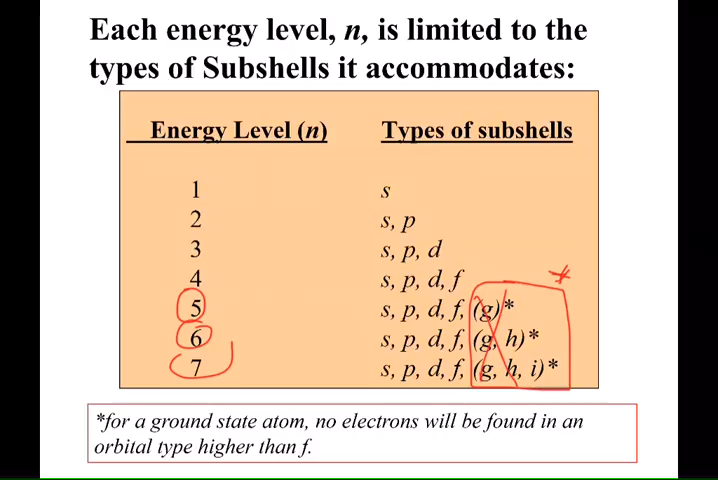 Each energy level, n, is limited to the
types of Subshells it accommodates:
Energy Level (n) Types of subshells
1 s
2 s, p
3 s, p, d
4 s, p, d, f
5 s, p, d, f, (g)*
6 s, p, d, f, (g, h)*
7 s, p, d, f, (g, h, i)*
*
*for a ground state atom, no electrons will be found in an
orbital type higher than f.